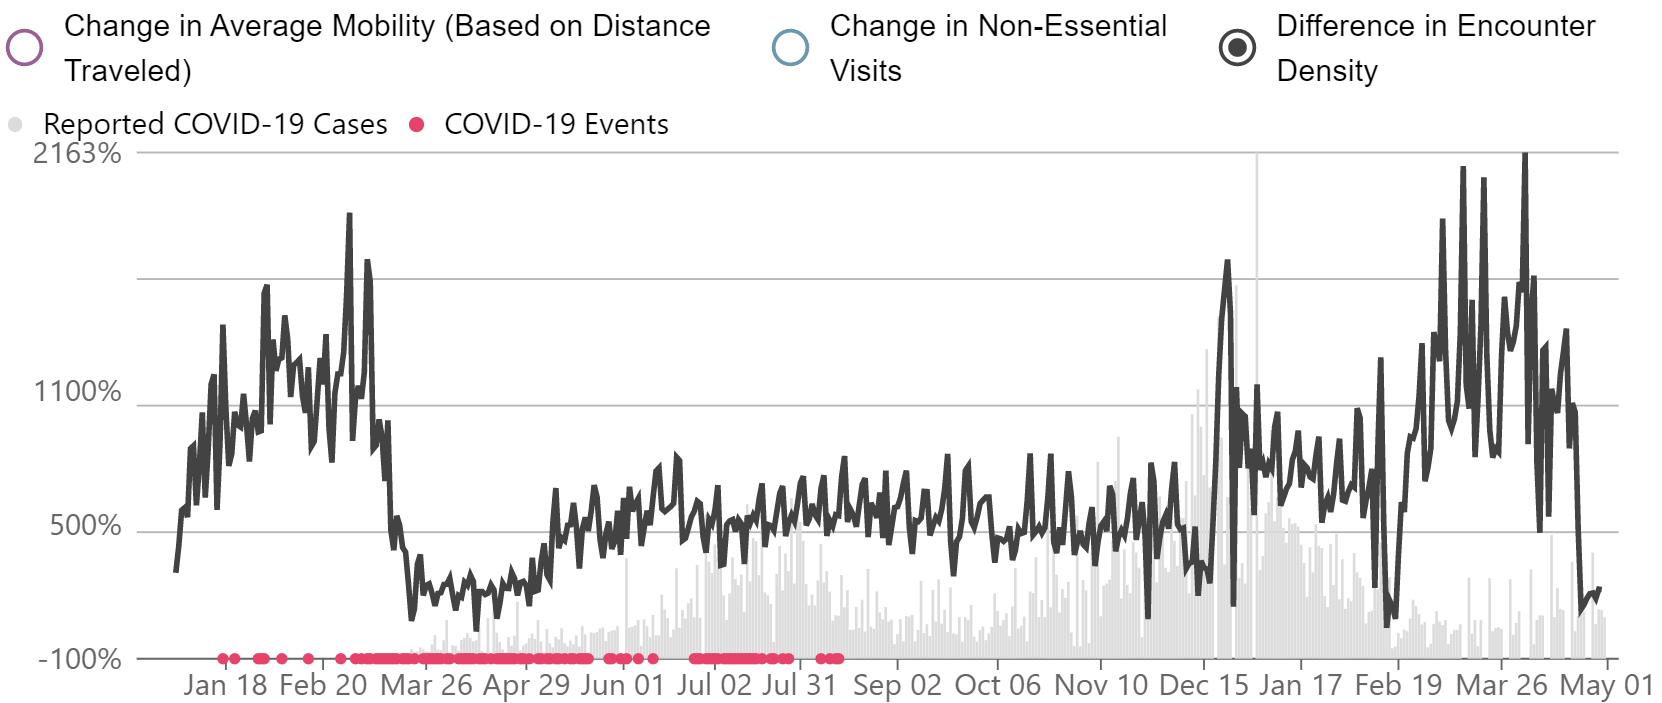 Change in Average Mobility (Based on Distance Traveled)
Change in Non-Essential Visits
Difference in Encounter Density
Reported COVID-19 Cases
COVID-19 Events
2163%
1100%
500%
-100%
Jan 18 Feb 20 Mar 26 Apr 29 Jun 01 Jul 02 Jul 31 Sep 02 Oct 06 Nov 10 Dec 15 Jan 17 Feb 19 Mar 26 May 01